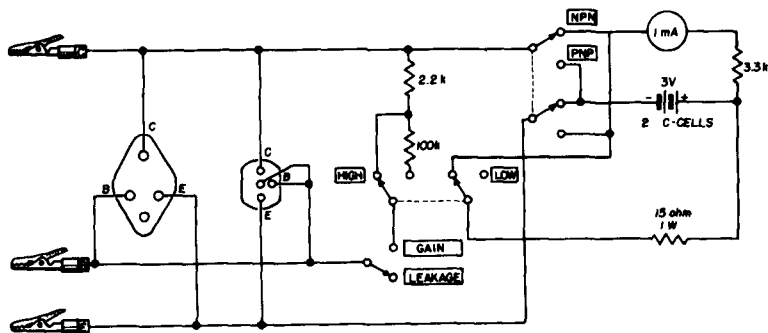 NPN
1 mA
PNP
3.3k
2.2k
3V
- +
2 C-CELLS
C
100k
C
B
HIGH
LOW
B
E
E
15 ohm
1 W
GAIN
LEAKAGE